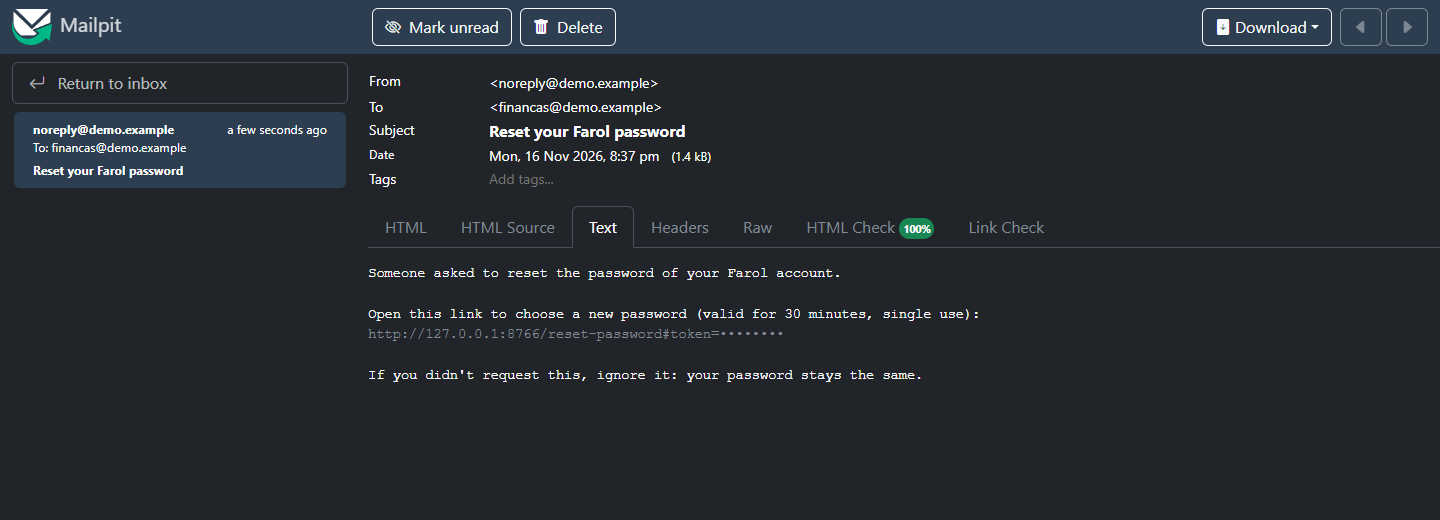 Mailpit
Mark unread
Delete
Download
Return to inbox
noreply@demo.example
a few seconds ago
To: financas@demo.example
Reset your Farol password
From
<noreply@demo.example>
To
<financas@demo.example>
Subject
Reset your Farol password
Date
Mon, 16 Nov 2026, 8:37 pm (1.4 kB)
Tags
Add tags...
HTML
HTML Source
Text
Headers
Raw
HTML Check 100%
Link Check
Someone asked to reset the password of your Farol account.
Open this link to choose a new password (valid for 30 minutes, single use):
http://127.0.0.1:8766/reset-password#token=••••••••
If you didn't request this, ignore it: your password stays the same.